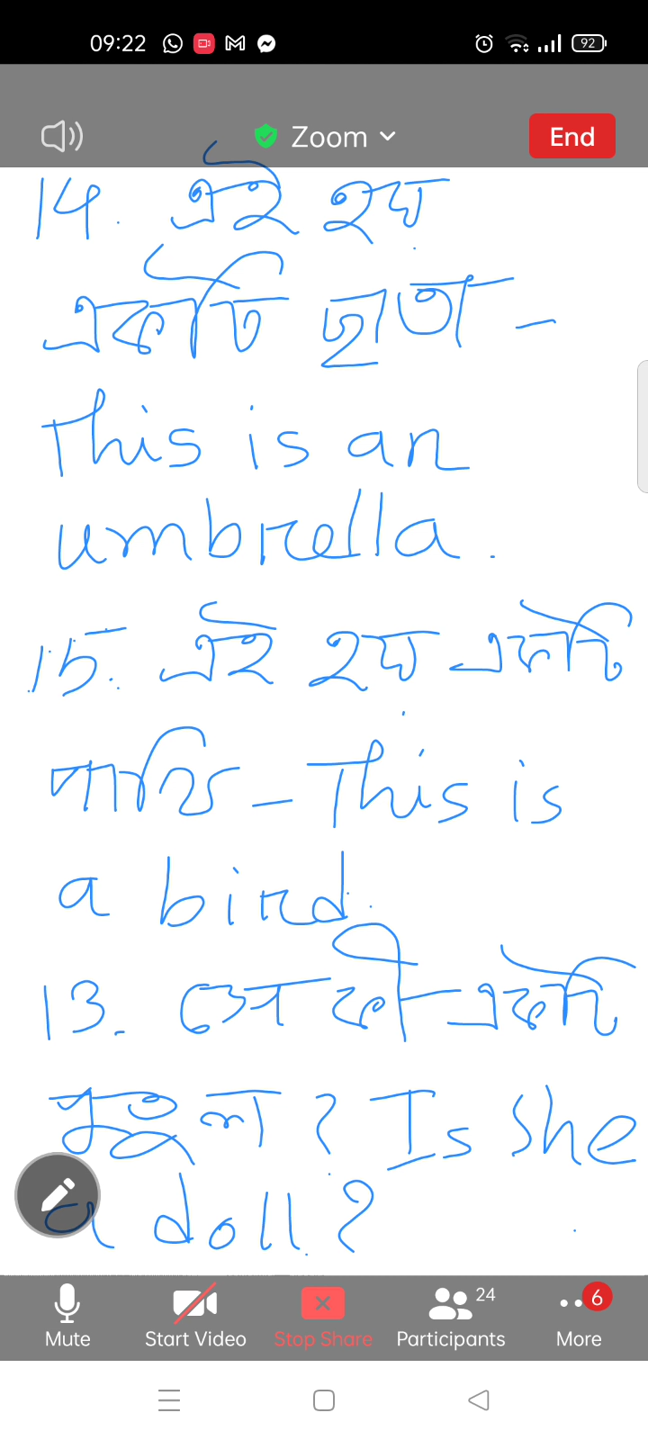 09:22
92
Zoom
End
14. এই হয়
একটি ছাতা -
This is an
umbrella.
15. এই হয় একটি
পাখি - This is
a bird.
13. সে কী একটি
পুতুল? Is she
a doll?
24
6
Mute
Start Video
Stop Share
Participants
More